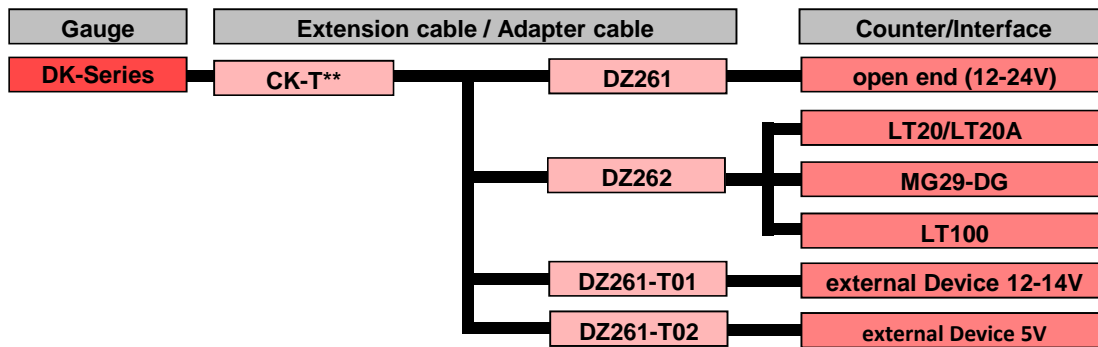 Gauge
Extension cable / Adapter cable
Counter/Interface
DK-Series
CK-T**
DZ261
open end (12-24V)
LT20/LT20A
DZ262
MG29-DG
LT100
DZ261-T01
external Device 12-14V
DZ261-T02
external Device 5V